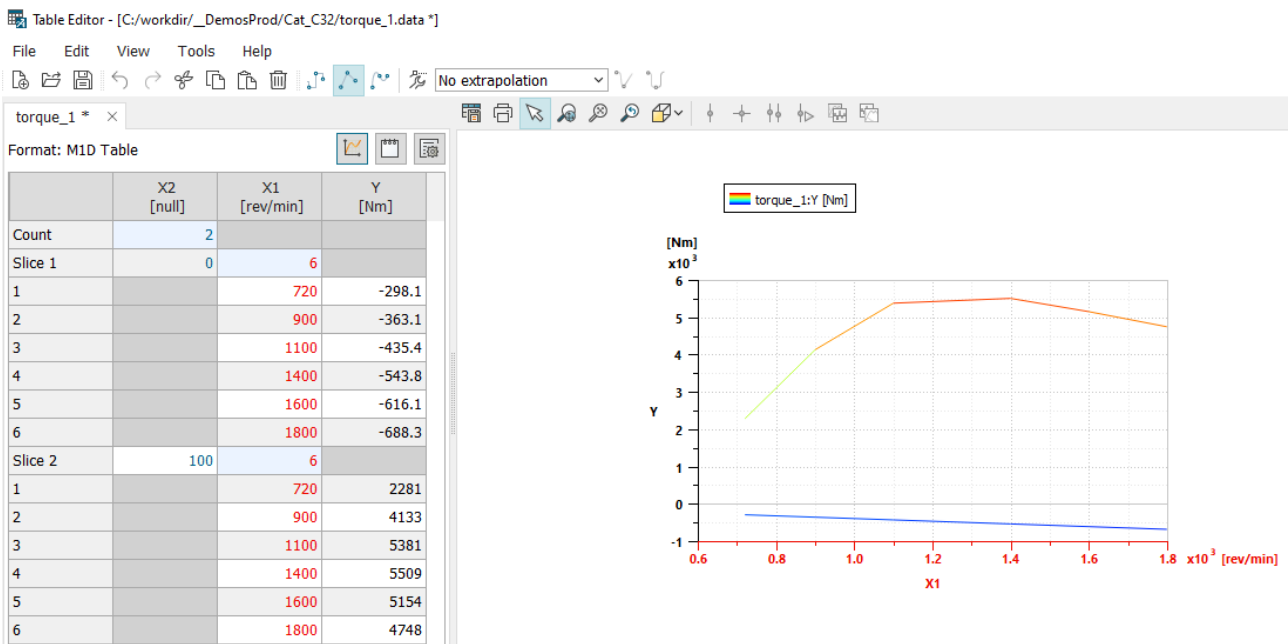 Table Editor - [C:/workdir/__DemosProd/Cat_C32/torque_1.data *]
File Edit View Tools Help
No extrapolation
torque_1 *
Format: M1D Table
X2 X1 Y
[null] [rev/min] [Nm]
Count 2
Slice 1 0 6
1 720 -298.1
2 900 -363.1
3 1100 -435.4
4 1400 -543.8
5 1600 -616.1
6 1800 -688.3
Slice 2 100 6
1 720 2281
2 900 4133
3 1100 5381
4 1400 5509
5 1600 5154
6 1800 4748
torque_1:Y [Nm]
[Nm]
x10 3
6
5
4
3
Y
2
1
0
-1
0.6 0.8 1.0 1.2 1.4 1.6 1.8 x10 3 [rev/min]
X1